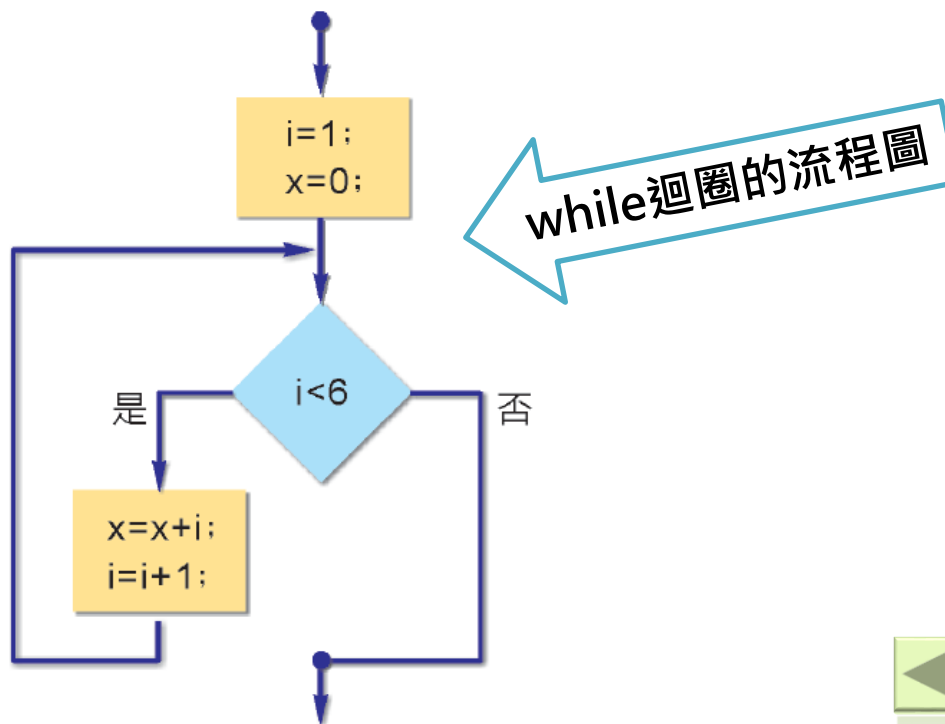 i=1;
x=0;
while迴圈的流程圖
i<6
是
否
x=x+i;
i=i+1;